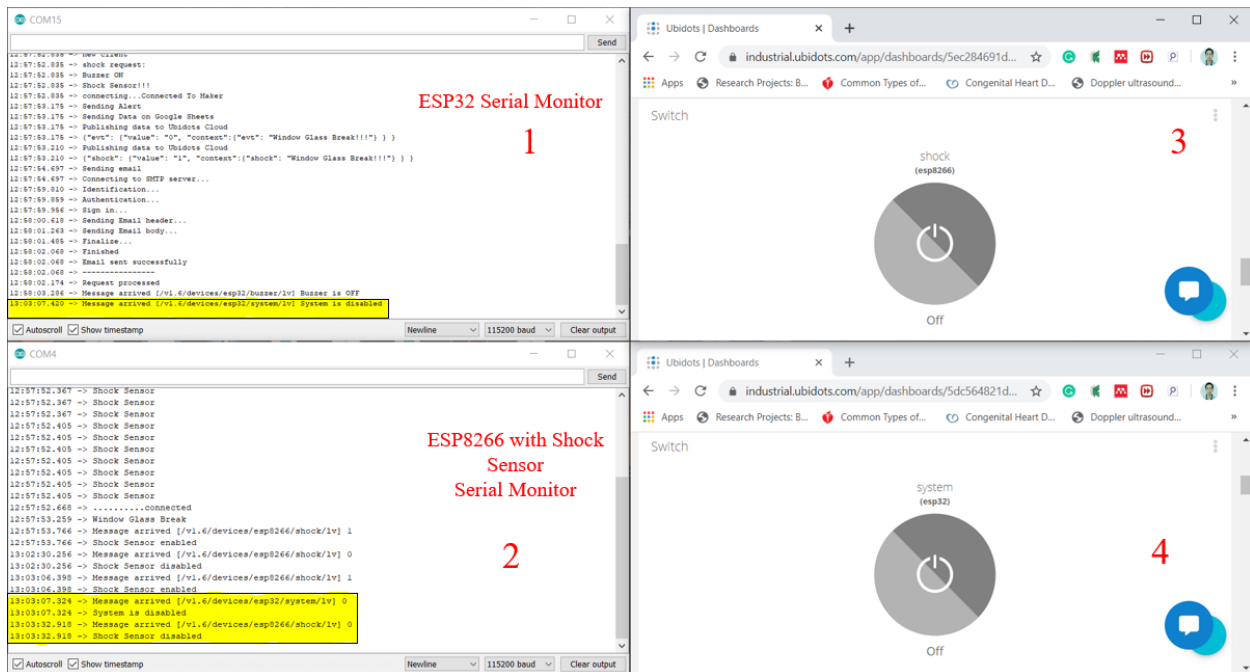 COM15
Send
12:57:52.835 -> new client
12:57:52.835 -> shock request:
12:57:52.835 -> Buzzer ON
12:57:52.835 -> Shock Sensor!!!
12:57:52.835 -> connecting...Connected To Maker
12:57:53.175 -> Sending Alert
12:57:53.175 -> Sending Data on Google Sheets
12:57:53.175 -> Publishing data to Ubidots Cloud
12:57:53.175 -> {"evt": {"value": "0", "context":{"evt": "Window Glass Break!!!"} } }
12:57:53.210 -> Publishing data to Ubidots Cloud
12:57:53.210 -> {"shock": {"value": "1", "context":{"shock": "Window Glass Break!!!"} } }
12:57:54.697 -> Sending email
12:57:54.697 -> Connecting to SMTP server...
12:57:59.810 -> Identification...
12:57:59.859 -> Authentication...
12:57:59.956 -> Sign in...
12:58:00.618 -> Sending Email header...
12:58:01.263 -> Sending Email body...
12:58:01.485 -> Finalize...
12:58:02.068 -> Finished
12:58:02.068 -> Email sent successfully
12:58:02.068 -> ----------------
12:58:02.174 -> Request processed
12:58:03.286 -> Message arrived [/v1.6/devices/esp32/buzzer/lv] Buzzer is OFF
13:03:07.420 -> Message arrived [/v1.6/devices/esp32/system/lv] System is disabled
ESP32 Serial Monitor
1
Autoscroll Show timestamp Newline 115200 baud Clear output
Ubidots | Dashboards
industrial.ubidots.com/app/dashboards/5ec284691d...
Apps Research Projects: B... Common Types of... Congenital Heart D... Doppler ultrasound... »
Switch
3
shock
(esp8266)
Off
COM4
Send
12:57:52.367 -> Shock Sensor
12:57:52.367 -> Shock Sensor
12:57:52.367 -> Shock Sensor
12:57:52.405 -> Shock Sensor
12:57:52.405 -> Shock Sensor
12:57:52.405 -> Shock Sensor
12:57:52.405 -> Shock Sensor
12:57:52.405 -> Shock Sensor
12:57:52.405 -> Shock Sensor
12:57:52.405 -> Shock Sensor
12:57:52.668 -> ..........connected
12:57:53.259 -> Window Glass Break
12:57:53.766 -> Message arrived [/v1.6/devices/esp8266/shock/lv] 1
12:57:53.766 -> Shock Sensor enabled
13:02:30.256 -> Message arrived [/v1.6/devices/esp8266/shock/lv] 0
13:02:30.256 -> Shock Sensor disabled
13:03:06.398 -> Message arrived [/v1.6/devices/esp8266/shock/lv] 1
13:03:06.398 -> Shock Sensor enabled
13:03:07.324 -> Message arrived [/v1.6/devices/esp32/system/lv] 0
13:03:07.324 -> System is disabled
13:03:32.918 -> Message arrived [/v1.6/devices/esp8266/shock/lv] 0
13:03:32.918 -> Shock Sensor disabled
ESP8266 with Shock
Sensor
Serial Monitor
2
Autoscroll Show timestamp Newline 115200 baud Clear output
Ubidots | Dashboards
industrial.ubidots.com/app/dashboards/5dc564821d...
Apps Research Projects: B... Common Types of... Congenital Heart D... Doppler ultrasound... »
Switch
system
(esp32)
4
Off